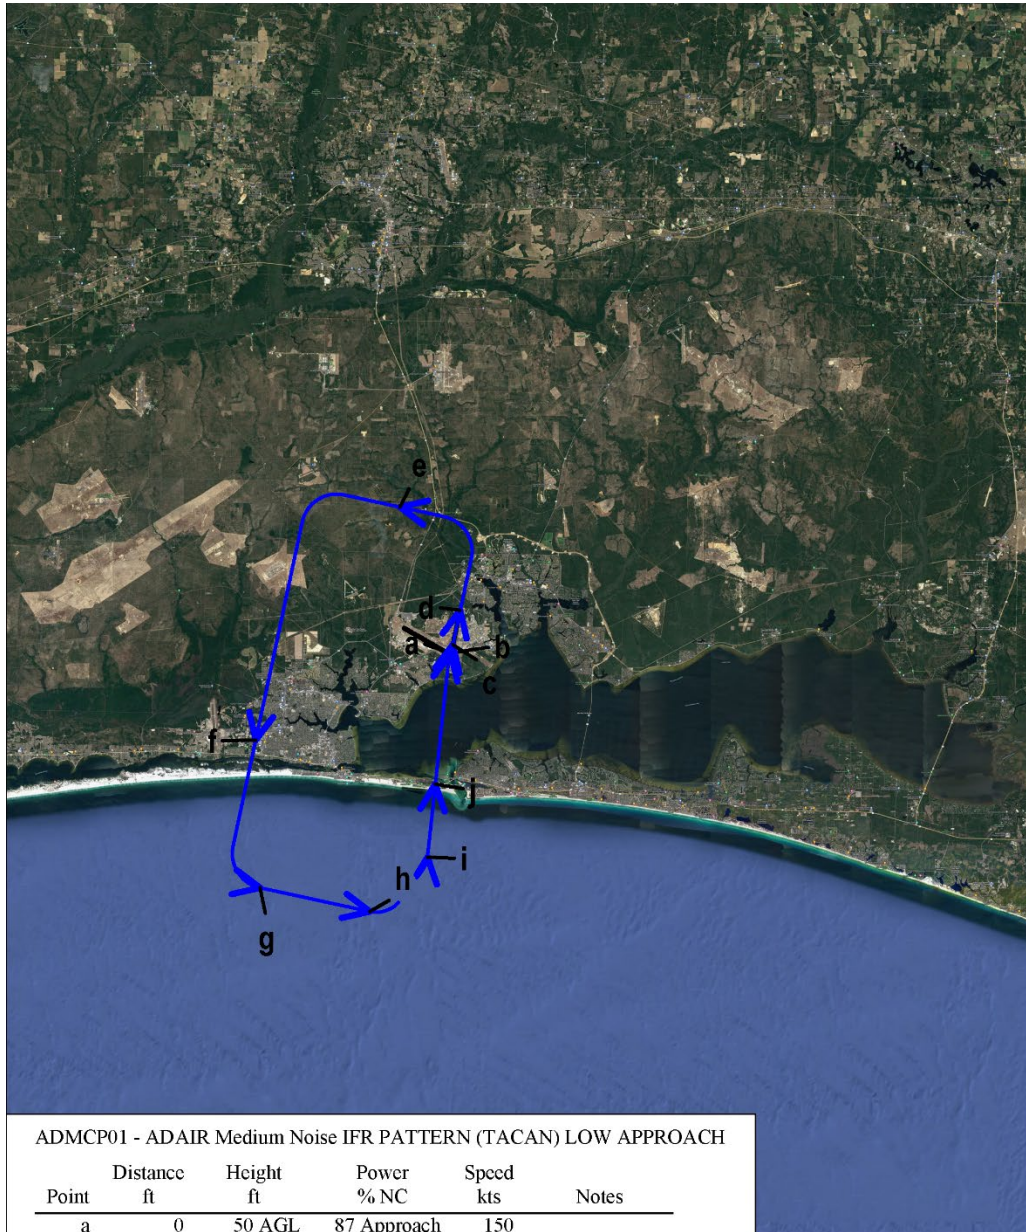 e
d
a
b
c
f
j
h
i
g
ADMCP01 - ADAIR Medium Noise IFR PATTERN (TACAN) LOW APPROACH
Distance Height Power Speed
Point ft ft % NC kts Notes
a 0 50 AGL 87 Approach 150